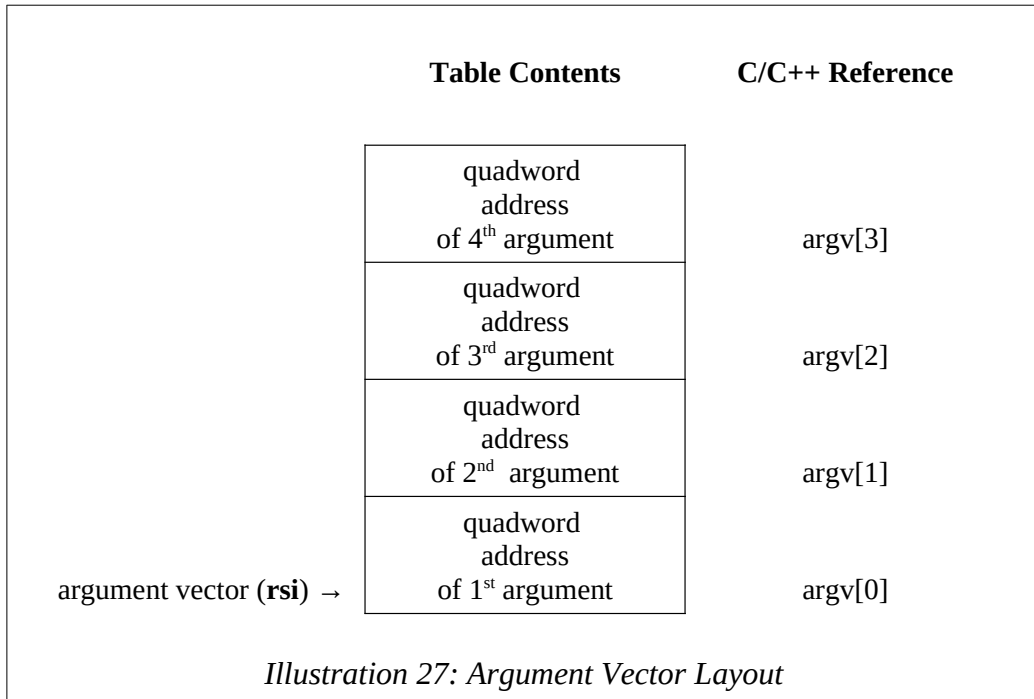 Table Contents C/C++ Reference
quadword
address
of 4th argument argv[3]
quadword
address
of 3rd argument argv[2]
quadword
address
of 2nd argument argv[1]
quadword
address
argument vector (rsi) → of 1st argument argv[0]
Illustration 27: Argument Vector Layout